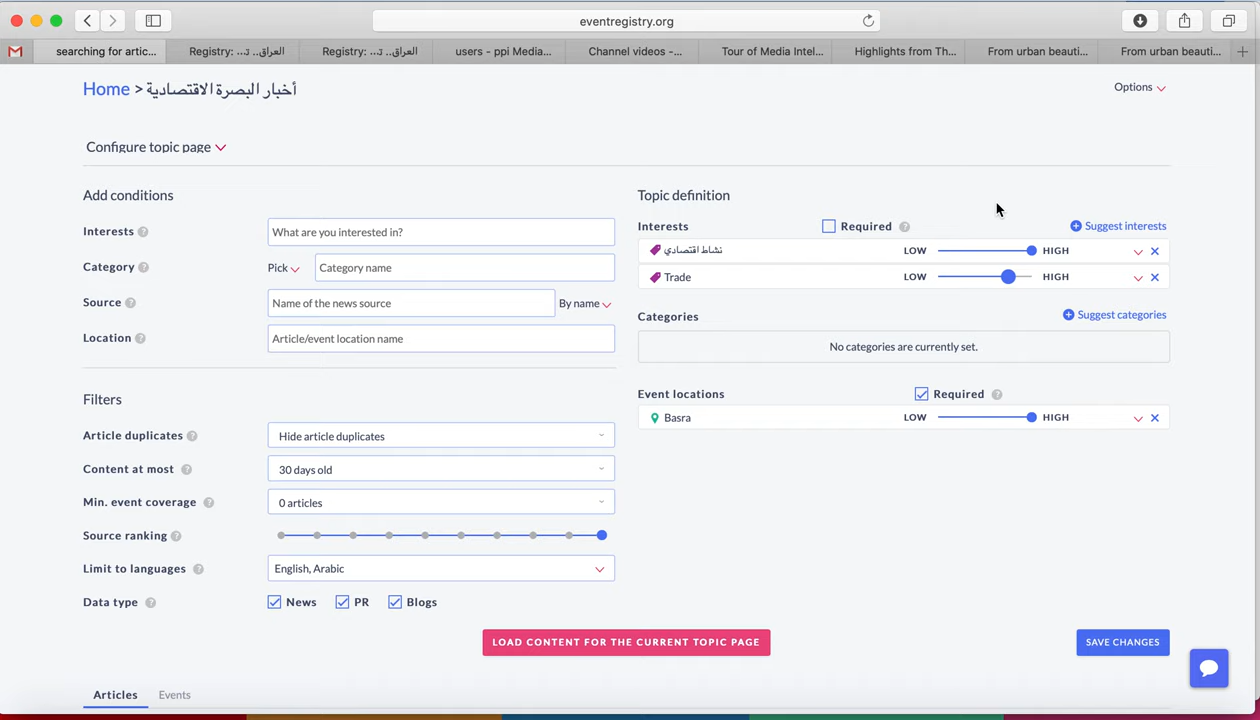 eventregistry.org
searching for artic...
Registry: ...العراق.. تـ
Registry: ...العراق.. تـ
users - ppi Media...
Channel videos -...
Tour of Media Intel...
Highlights from Th...
From urban beauti...
From urban beauti...
Home > أخبار البصرة الاقتصادية
Options
Configure topic page
Add conditions
Interests
What are you interested in?
Category
Pick
Category name
Source
Name of the news source
By name
Location
Article/event location name
Filters
Article duplicates
Hide article duplicates
Content at most
30 days old
Min. event coverage
0 articles
Source ranking
Limit to languages
English, Arabic
Data type
News PR Blogs
Topic definition
Interests
Required
Suggest interests
نشاط اقتصادي LOW HIGH
Trade LOW HIGH
Categories
Suggest categories
No categories are currently set.
Event locations
Required
Basra LOW HIGH
LOAD CONTENT FOR THE CURRENT TOPIC PAGE
SAVE CHANGES
Articles
Events